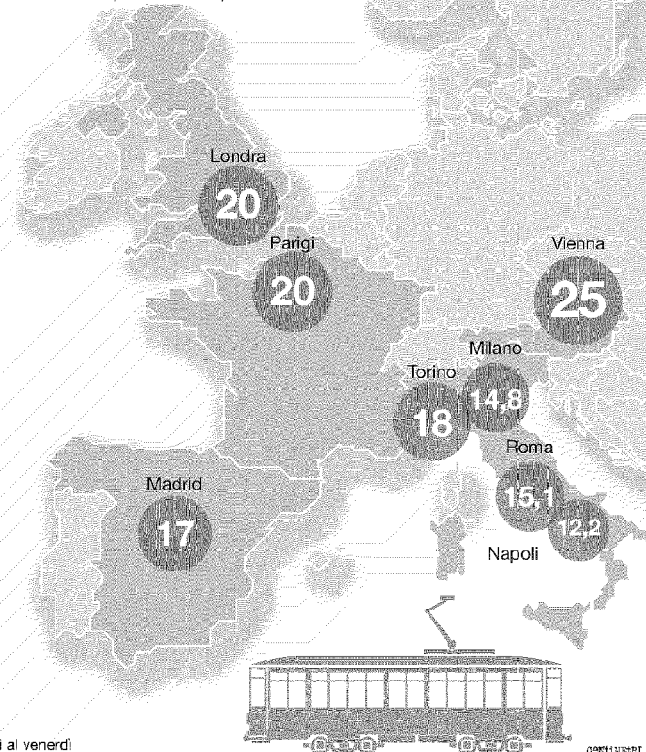 Londra
20
Parigi
20
Vienna
25
Milano
14,8
Torino
18
Roma
15,1
12,2
Napoli
Madrid
17
i al venerdì